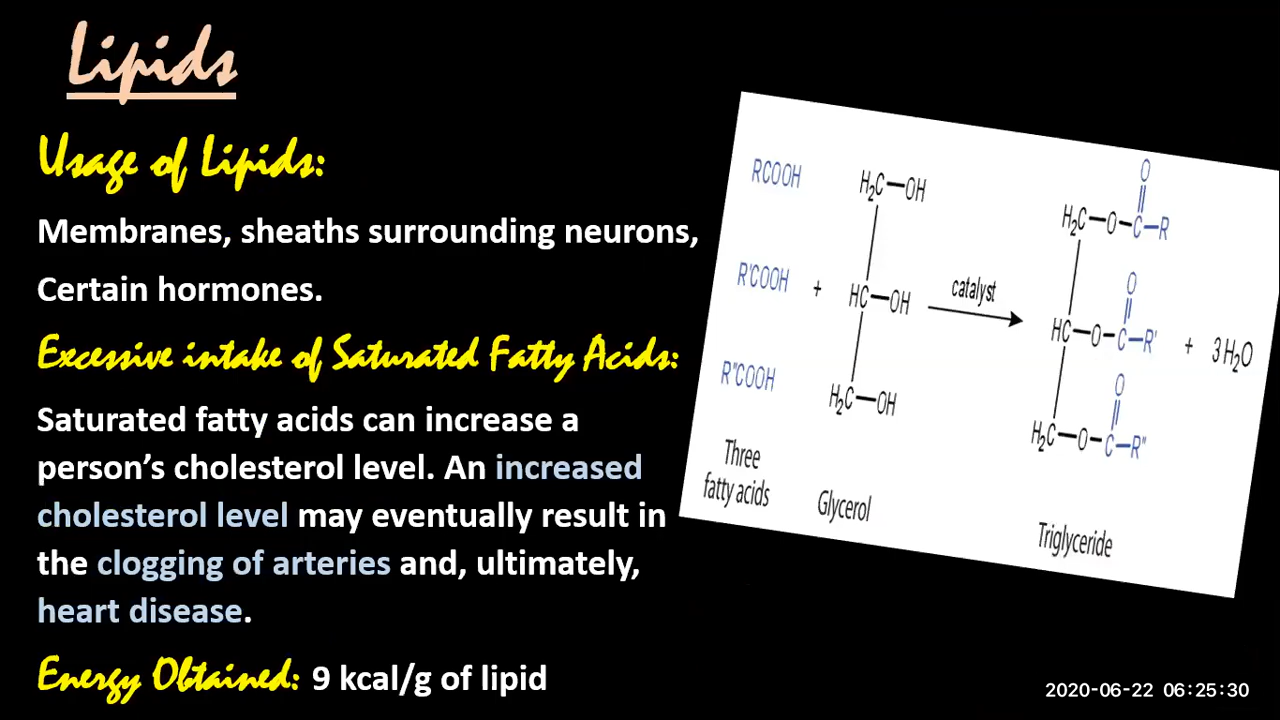 Lipids
Usage of Lipids:
Membranes, sheaths surrounding neurons,
Certain hormones.
Excessive intake of Saturated Fatty Acids:
Saturated fatty acids can increase a
person's cholesterol level. An increased
cholesterol level may eventually result in
the clogging of arteries and, ultimately,
heart disease.
Energy Obtained: 9 kcal/g of lipid
RCOOH
R'COOH
R"COOH
+
H₂C—OH
HC—OH
H₂C—OH
catalyst
O
H₂C—O—C—R
O
HC—O—C—R'
O
H₂C—O—C—R"
+ 3H₂O
Three
fatty acids
Glycerol
Triglyceride
2020-06-22 06:25:30